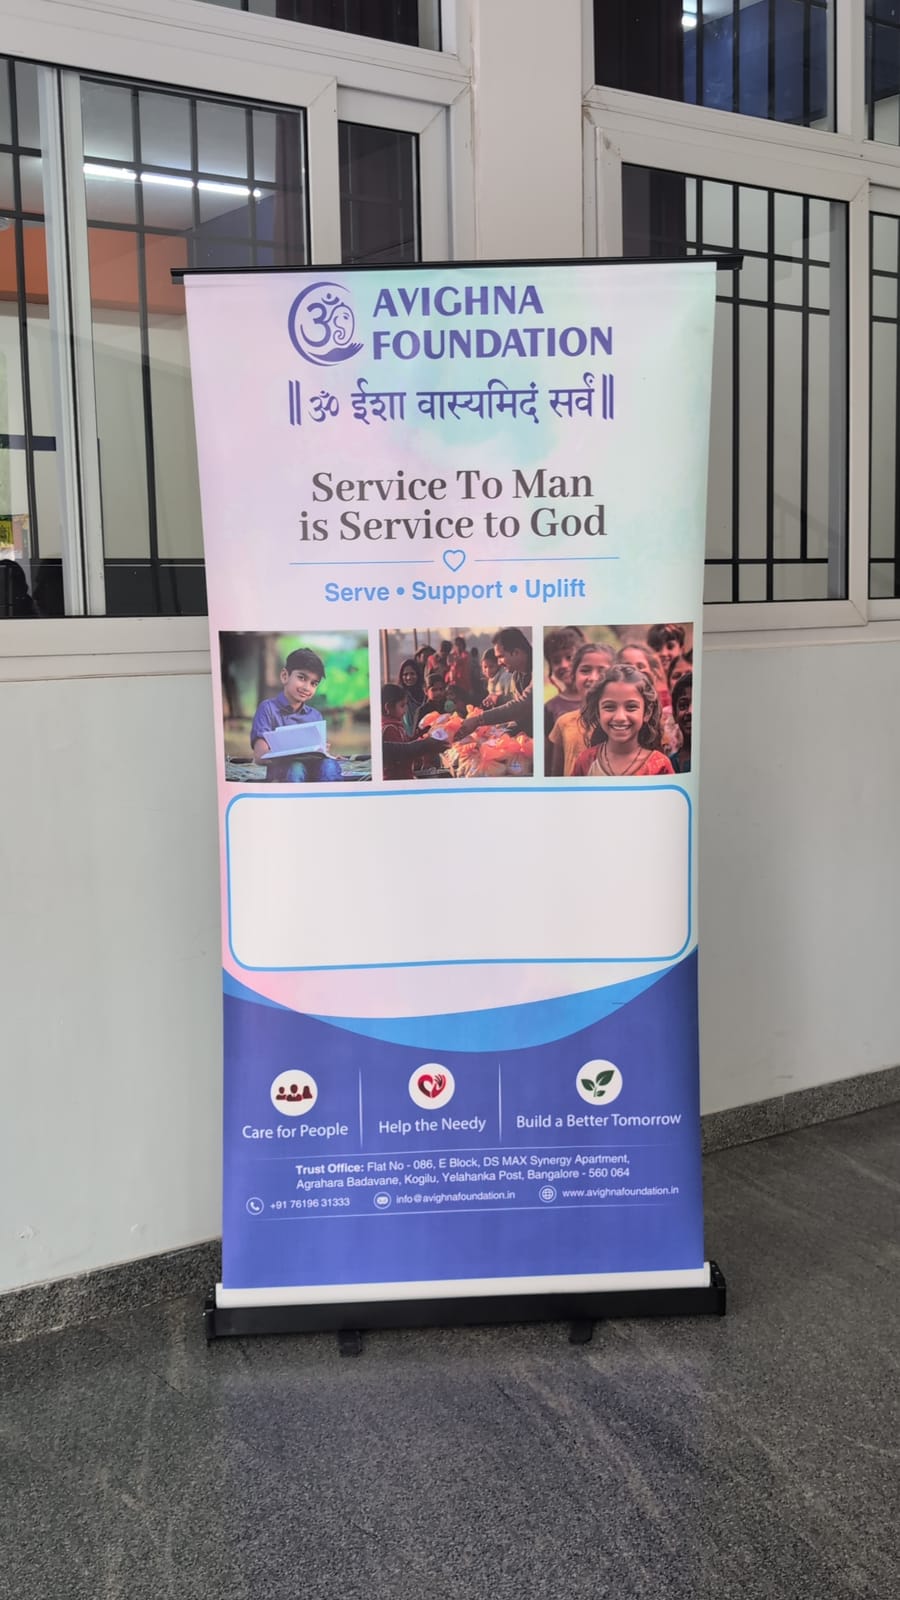 AVIGHNA
FOUNDATION
॥ॐ ईशा वास्यमिदं सर्वं॥
Service To Man
is Service to God
Serve • Support • Uplift
Care for People
Help the Needy
Build a Better Tomorrow
Trust Office: Flat No - 086, E Block, DS MAX Synergy Apartment,
Agrahara Badavane, Kogilu, Yelahanka Post, Bangalore - 560 064
+91 76196 31333
info@avighnafoundation.in
www.avighnafoundation.in